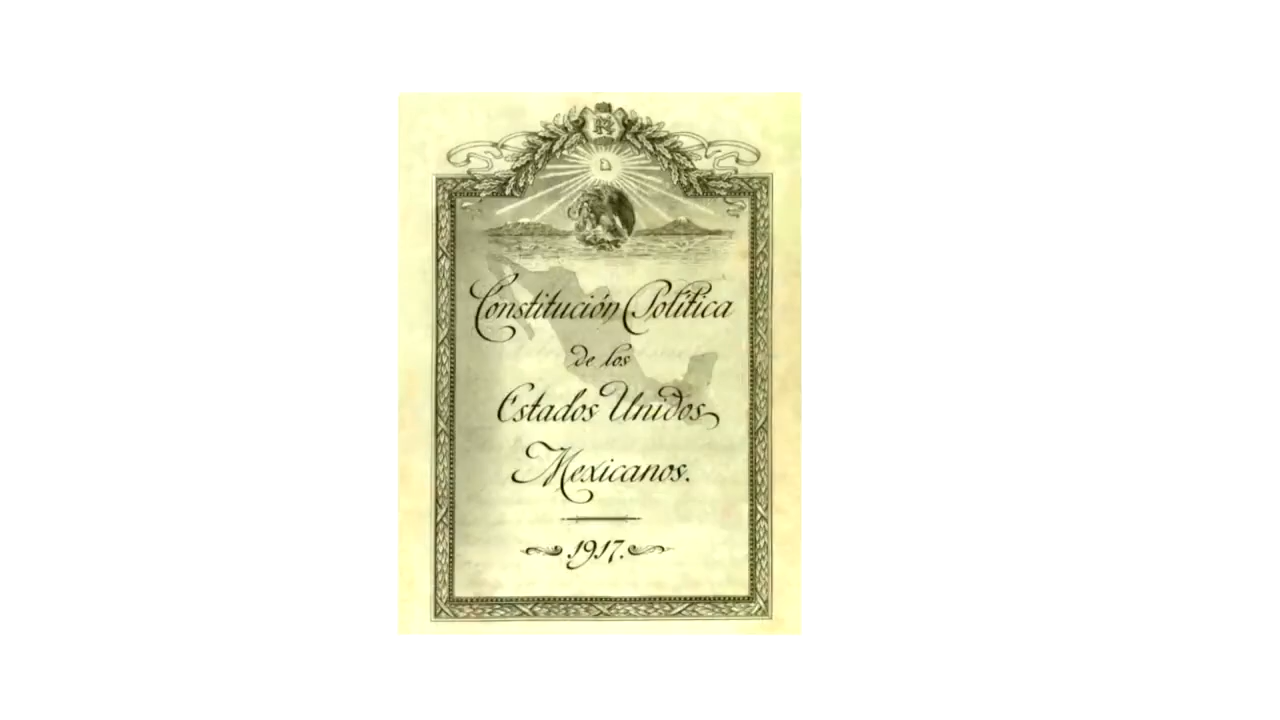 Constitución Política
de los
Estados Unidos
Mexicanos.
1917.